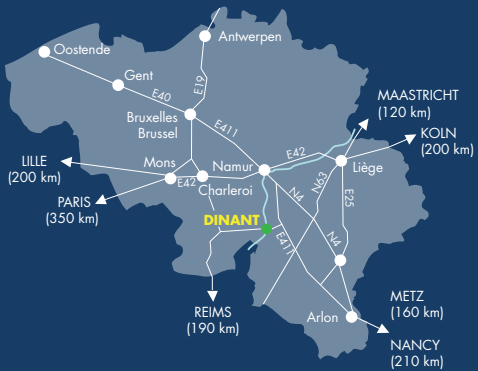 Antwerpen
Oostende
Gent
E19
E40
Bruxelles
Brussel
E411
MAASTRICHT
(120 km)
KOLN
(200 km)
LILLE
(200 km)
Mons
Namur
E42
Liège
E42
Charleroi
N63
E25
N4
PARIS
(350 km)
DINANT
E411
N4
REIMS
(190 km)
METZ
(160 km)
Arlon
NANCY
(210 km)